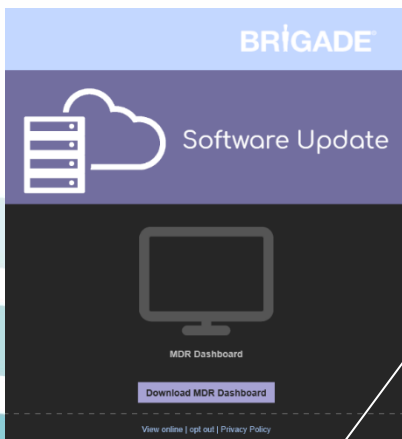 BRIGADE
Software Update
MDR Dashboard
Download MDR Dashboard
View online | opt out | Privacy Policy